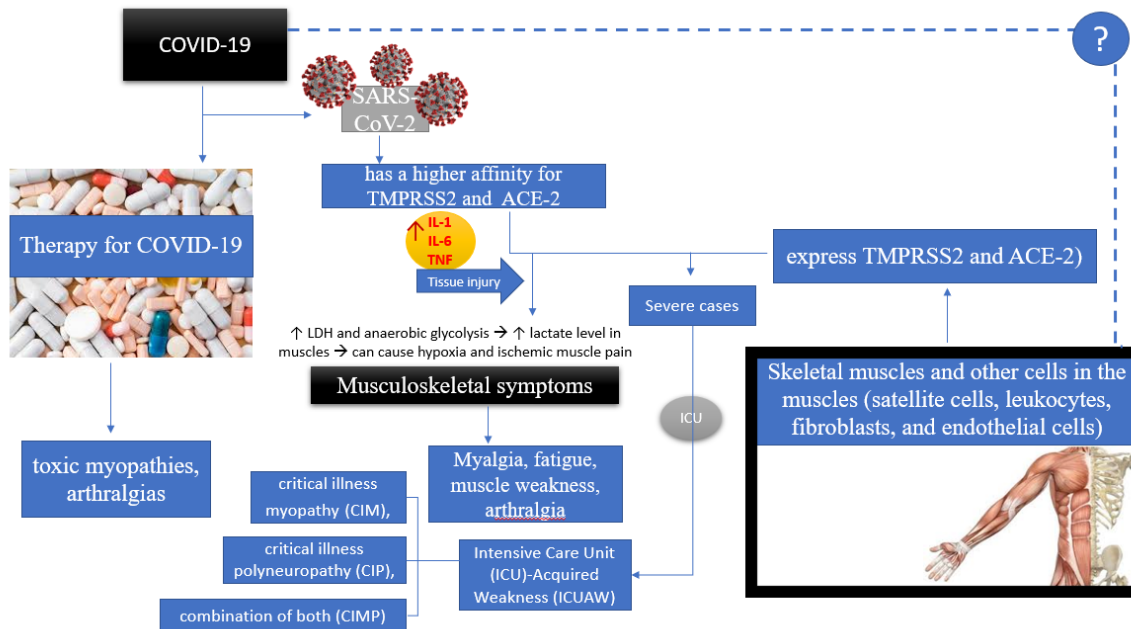 COVID-19
?
SARS-
CoV-2
has a higher affinity for
TMPRSS2 and ACE-2
Therapy for COVID-19
↑ IL-1
IL-6
TNF
Tissue injury
express TMPRSS2 and ACE-2)
Severe cases
↑ LDH and anaerobic glycolysis → ↑ lactate level in
muscles → can cause hypoxia and ischemic muscle pain
Musculoskeletal symptoms
ICU
Skeletal muscles and other cells in the
muscles (satellite cells, leukocytes,
fibroblasts, and endothelial cells)
toxic myopathies,
arthralgias
Myalgia, fatigue,
muscle weakness,
arthralgia
critical illness
myopathy (CIM),
critical illness
polyneuropathy (CIP),
combination of both (CIMP)
Intensive Care Unit
(ICU)-Acquired
Weakness (ICUAW)